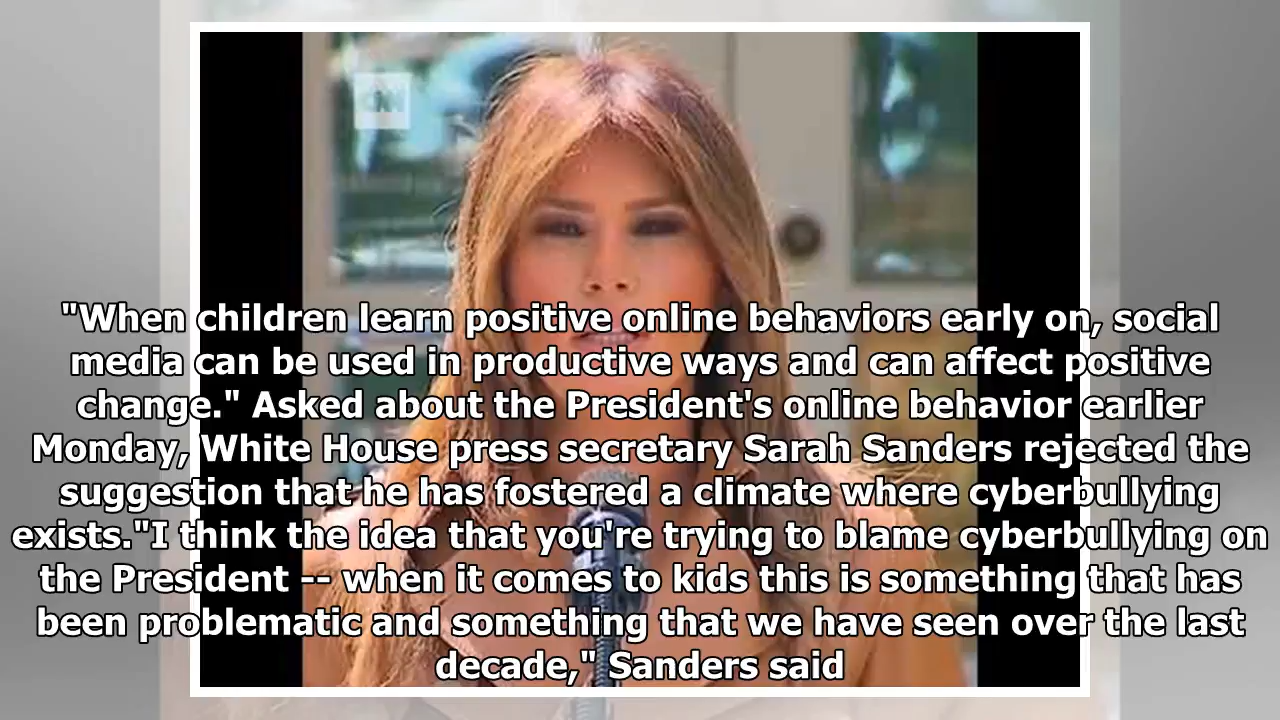 CNN
"When children learn positive online behaviors early on, social
media can be used in productive ways and can affect positive
change." Asked about the President's online behavior earlier
Monday, White House press secretary Sarah Sanders rejected the
suggestion that he has fostered a climate where cyberbullying
exists."I think the idea that you're trying to blame cyberbullying on
the President -- when it comes to kids this is something that has
been problematic and something that we have seen over the last
decade," Sanders said